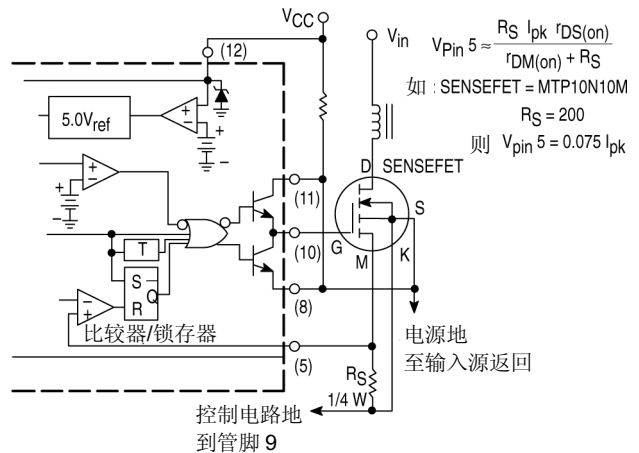 VCC
Vin
(12)
VPin 5 ≈ RS Ipk rDS(on) / rDM(on) + RS
如 : SENSEFET = MTP10N10M
RS = 200
则 Vpin 5 = 0.075 Ipk
5.0Vref
+
−
+
−
+
−
+
−
D SENSEFET
(11)
S
G
(10)
K
M
T
S
Q
R
−
+
(8)
比较器/锁存器
(5)
电源地
至输入源返回
RS
1/4 W
控制电路地
到管脚 9